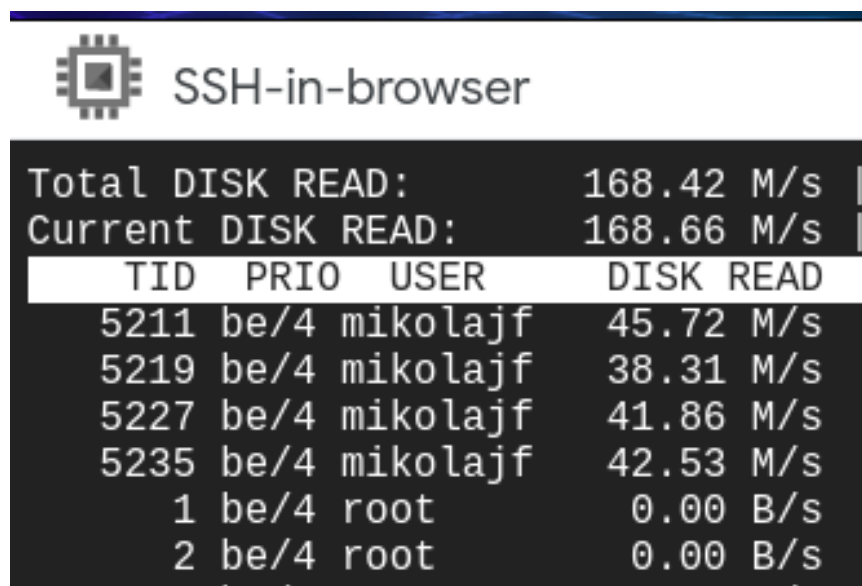 SSH-in-browser
Total DISK READ: 168.42 M/s
Current DISK READ: 168.66 M/s
TID PRIO USER DISK READ
5211 be/4 mikolajf 45.72 M/s
5219 be/4 mikolajf 38.31 M/s
5227 be/4 mikolajf 41.86 M/s
5235 be/4 mikolajf 42.53 M/s
1 be/4 root 0.00 B/s
2 be/4 root 0.00 B/s